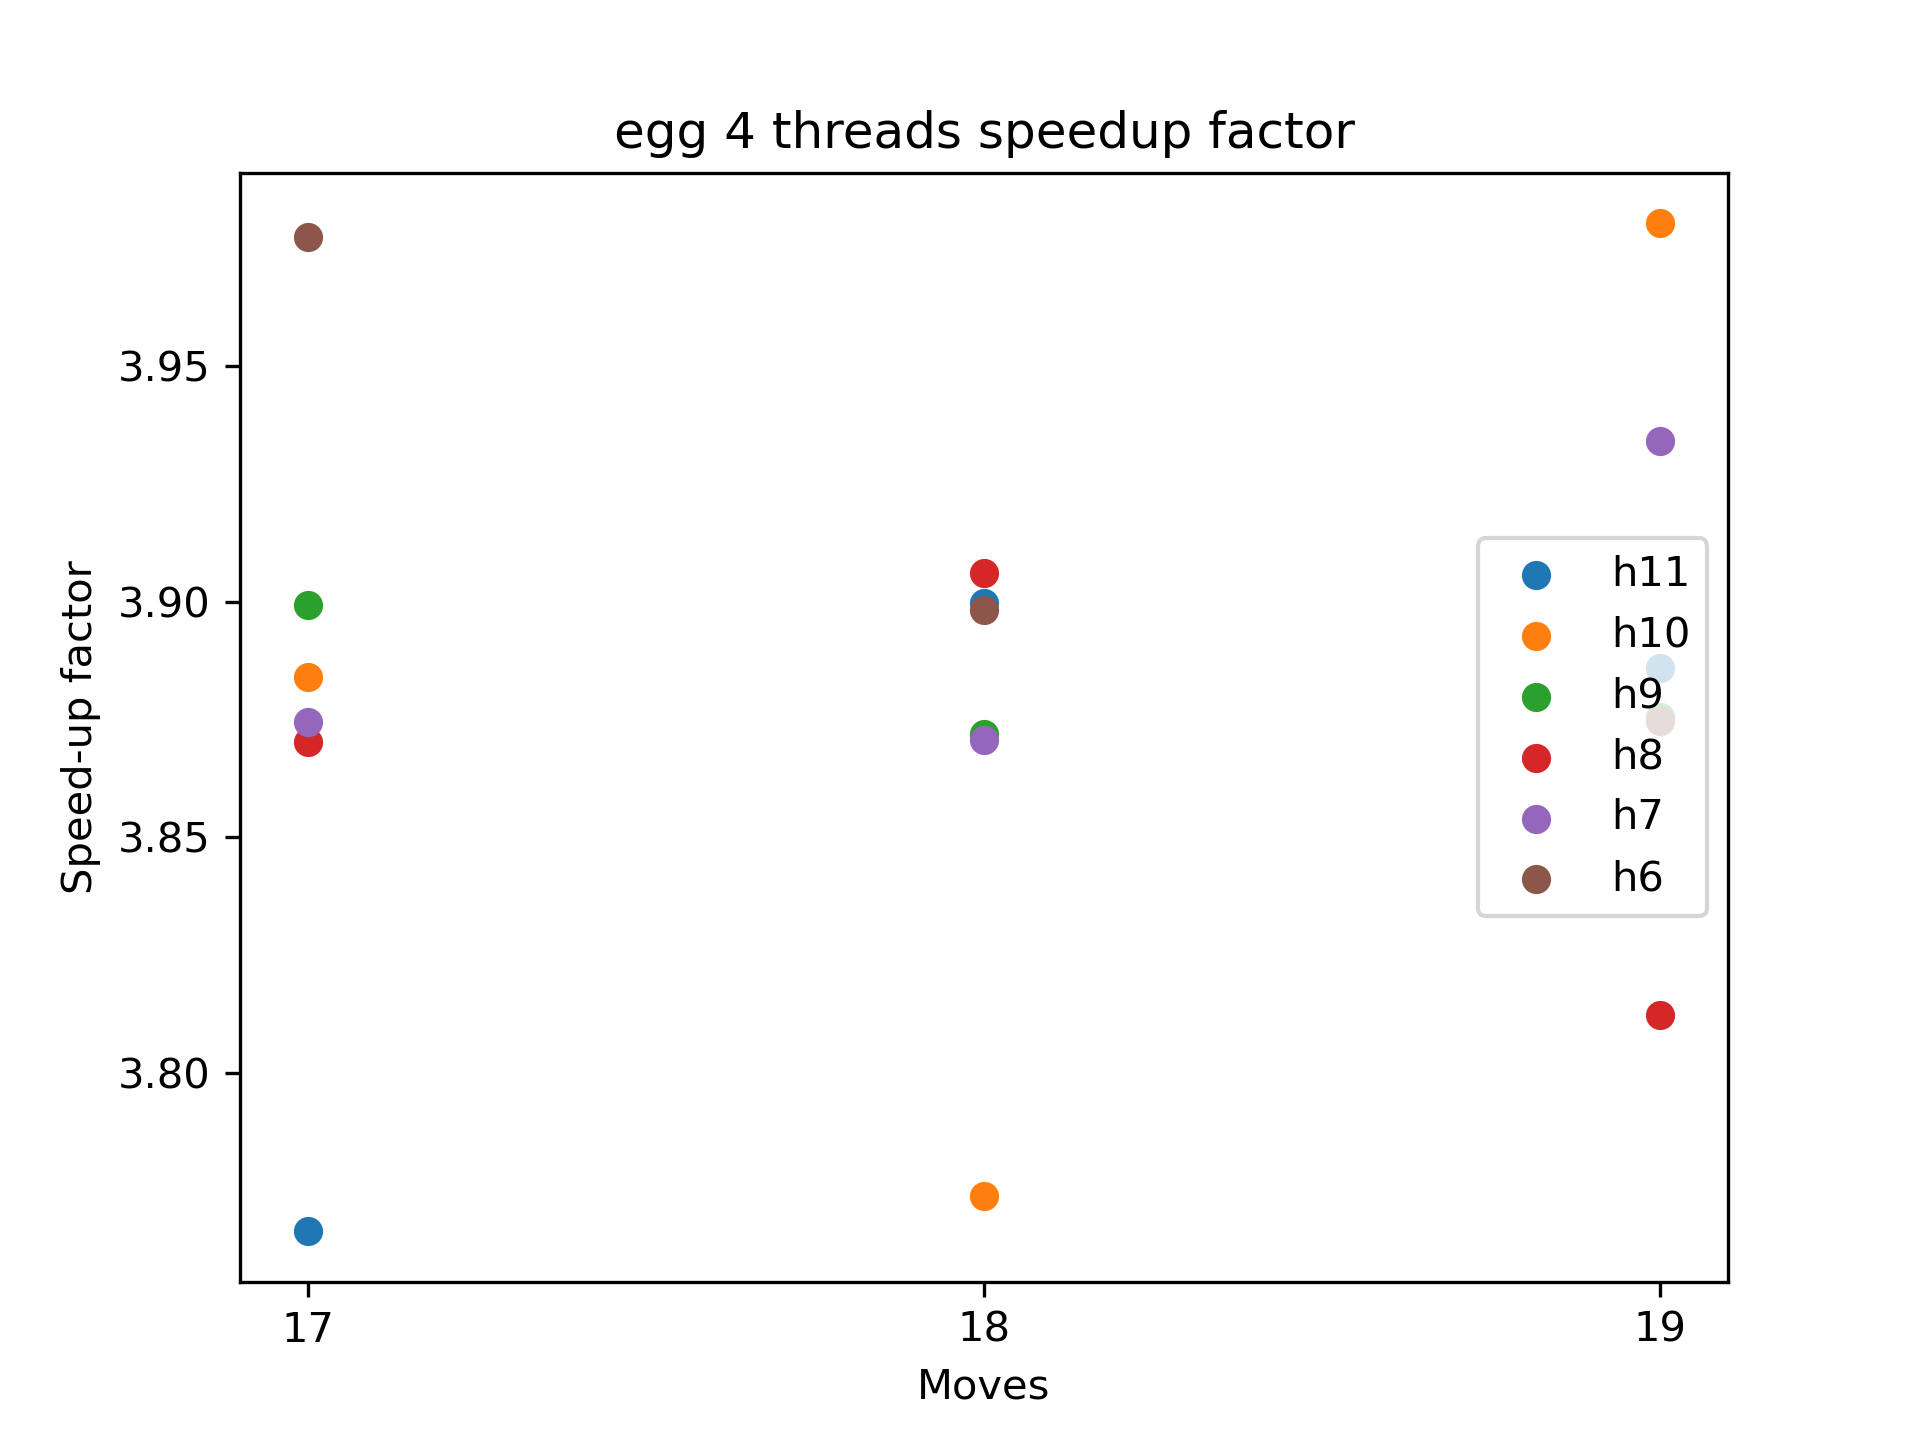 egg 4 threads speedup factor
Speed-up factor
3.95
3.90
3.85
3.80
h11
h10
h9
h8
h7
h6
17
18
19
Moves